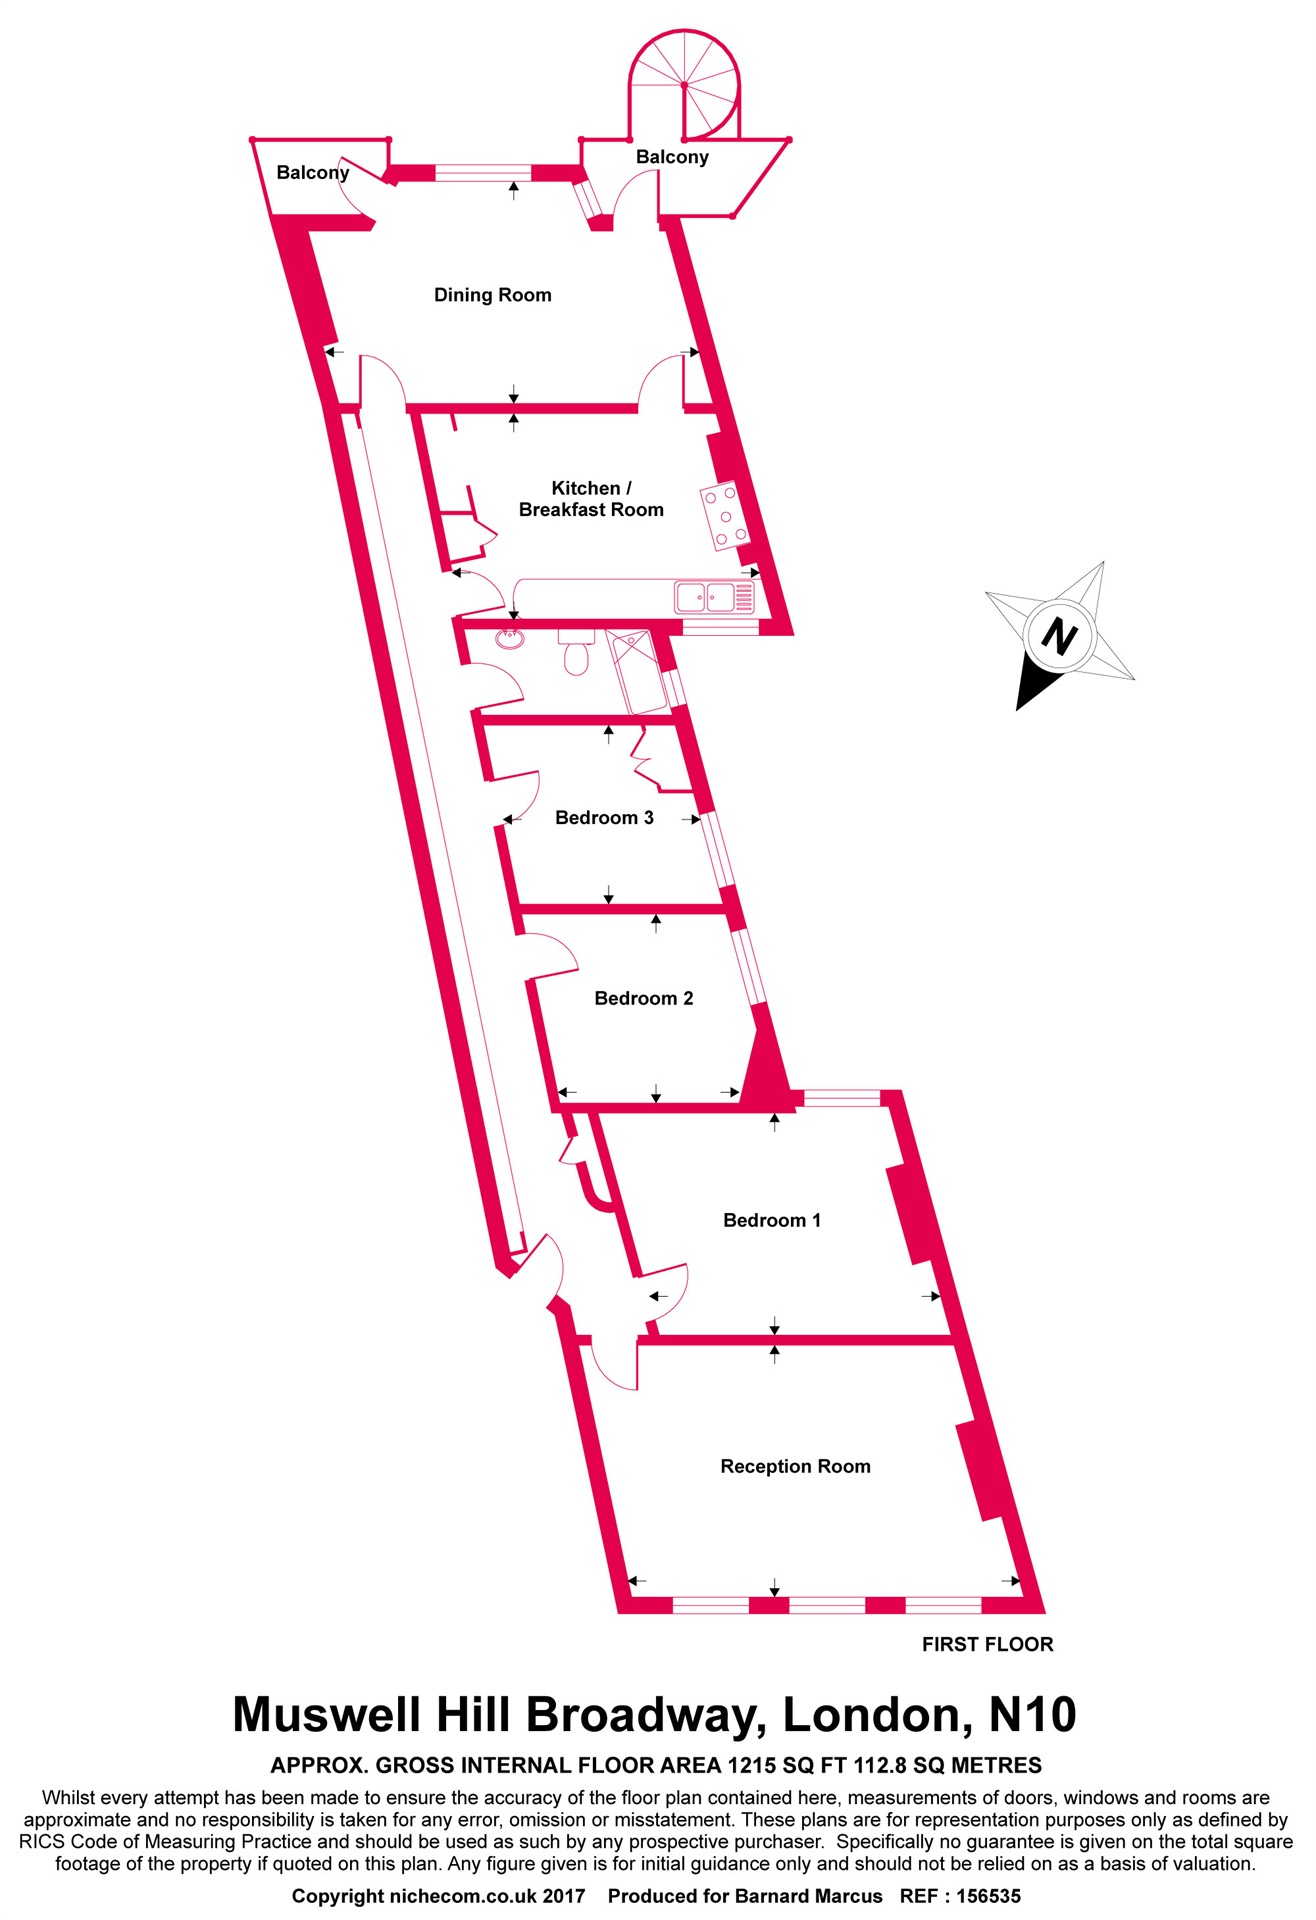 Balcony
Balcony
Dining Room
Kitchen /
Breakfast Room
N
Bedroom 3
Bedroom 2
Bedroom 1
Reception Room
FIRST FLOOR
Muswell Hill Broadway, London, N10
APPROX. GROSS INTERNAL FLOOR AREA 1215 SQ FT 112.8 SQ METRES
Whilst every attempt has been made to ensure the accuracy of the floor plan contained here, measurements of doors, windows and rooms are
approximate and no responsibility is taken for any error, omission or misstatement. These plans are for representation purposes only as defined by
RICS Code of Measuring Practice and should be used as such by any prospective purchaser. Specifically no guarantee is given on the total square
footage of the property if quoted on this plan. Any figure given is for initial guidance only and should not be relied on as a basis of valuation.
Copyright nichecom.co.uk 2017 Produced for Barnard Marcus REF : 156535